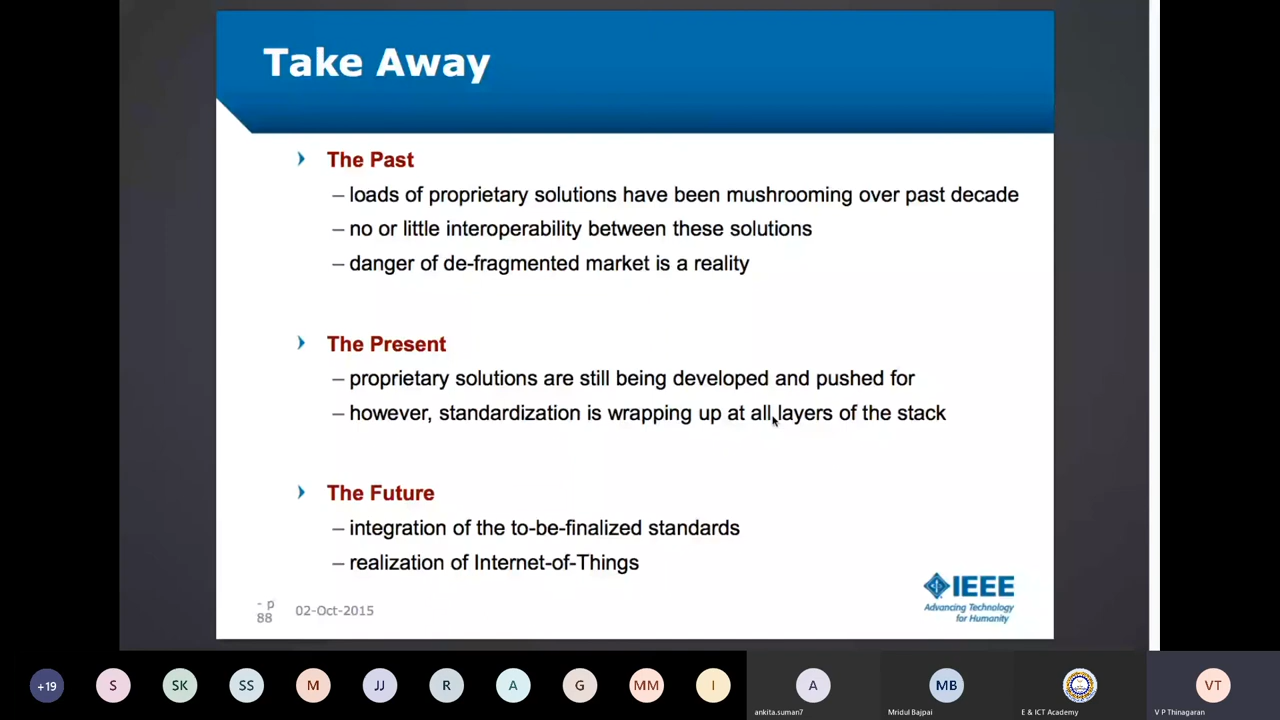 Take Away
The Past
– loads of proprietary solutions have been mushrooming over past decade
– no or little interoperability between these solutions
– danger of de-fragmented market is a reality
The Present
– proprietary solutions are still being developed and pushed for
– however, standardization is wrapping up at all layers of the stack
The Future
– integration of the to-be-finalized standards
– realization of Internet-of-Things
- p
88
02-Oct-2015
IEEE
Advancing Technology
for Humanity
+19
S
SK
SS
M
JJ
R
A
G
MM
I
A
MB
VT
ankita.suman7
Mridul Bajpai
E & ICT Academy
V P Thinagaran